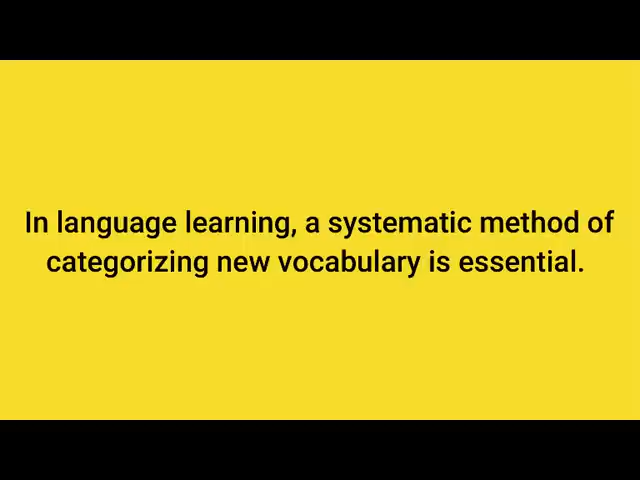 In language learning, a systematic method of
categorizing new vocabulary is essential.